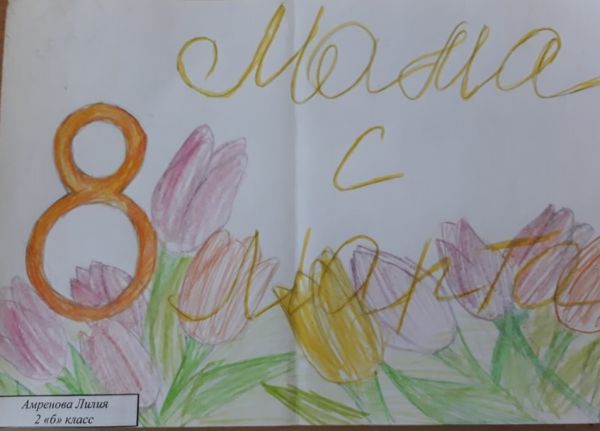 Мама
с
8 Марта
Амренова Лилия
2 «б» класс